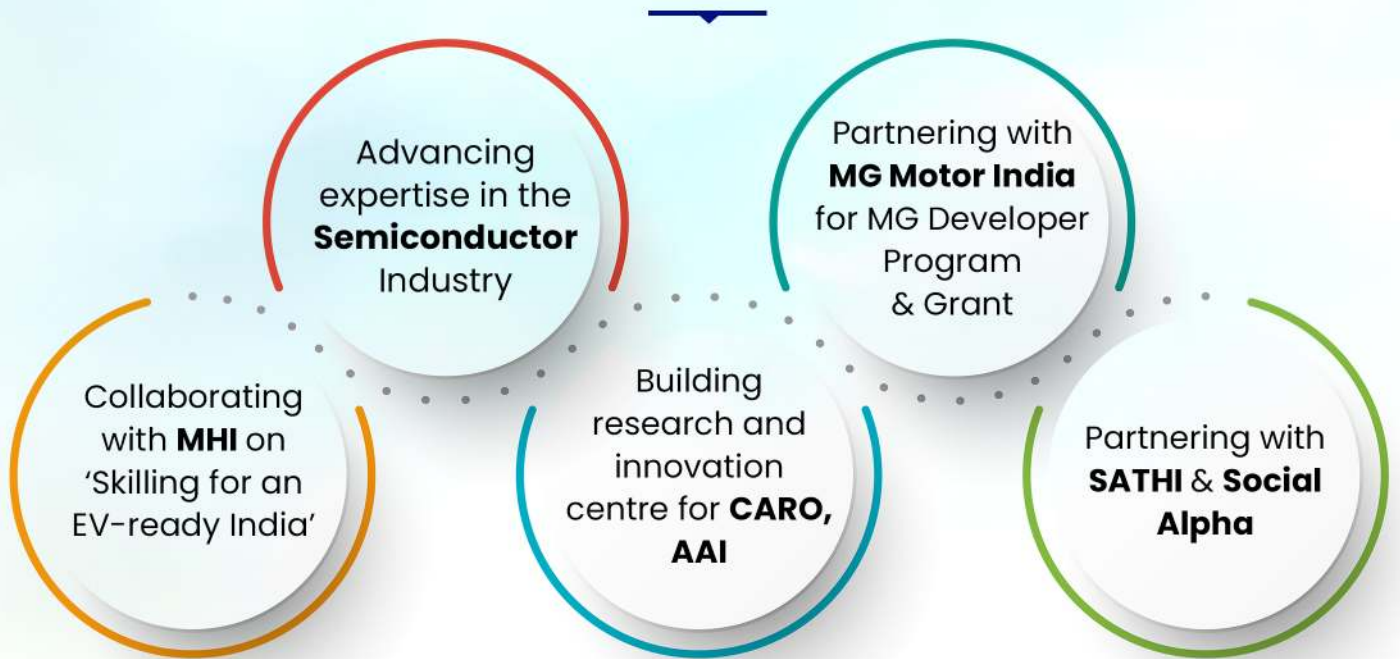 Collaborating
with MHI on
‘Skilling for an
EV-ready India’
Advancing
expertise in the
Semiconductor
Industry
Building
research and
innovation
centre for CARO,
AAI
Partnering with
MG Motor India
for MG Developer
Program
& Grant
Partnering with
SATHI & Social
Alpha